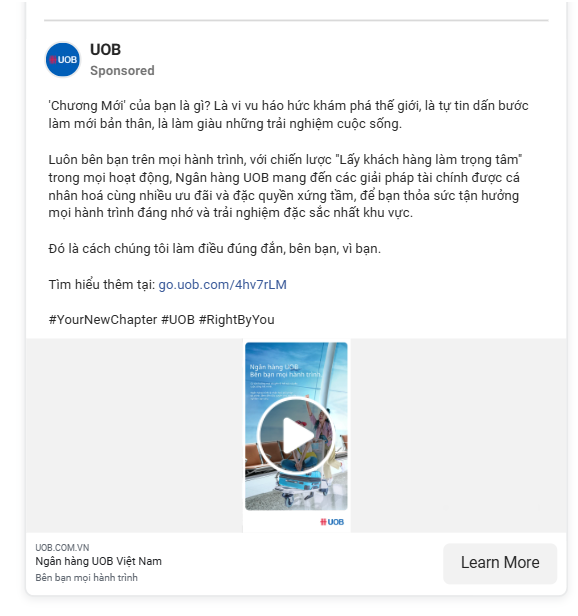 UOB
UOB
Sponsored
'Chương Mới' của bạn là gì? Là vi vu háo hức khám phá thế giới, là tự tin dấn bước
làm mới bản thân, là làm giàu những trải nghiệm cuộc sống.
Luôn bên bạn trên mọi hành trình, với chiến lược "Lấy khách hàng làm trọng tâm"
trong mọi hoạt động, Ngân hàng UOB mang đến các giải pháp tài chính được cá
nhân hoá cùng nhiều ưu đãi và đặc quyền xứng tầm, để bạn thỏa sức tận hưởng
mọi hành trình đáng nhớ và trải nghiệm đặc sắc nhất khu vực.
Đó là cách chúng tôi làm điều đúng đắn, bên bạn, vì bạn.
Tìm hiểu thêm tại: go.uob.com/4hv7rLM
#YourNewChapter #UOB #RightByYou
Ngân hàng UOB
Bên bạn mọi hành trình
UOB
UOB.COM.VN
Ngân hàng UOB Việt Nam
Bên bạn mọi hành trình
Learn More